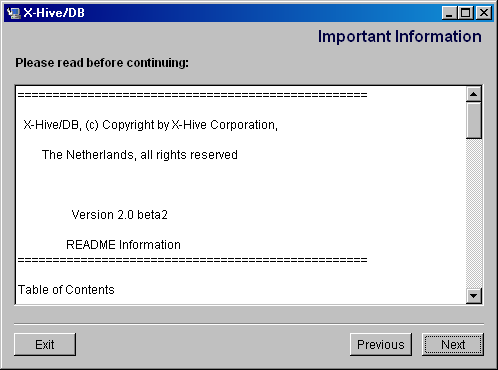 X-Hive/DB
Important Information
Please read before continuing:
==================================================
X-Hive/DB, (c) Copyright by X-Hive Corporation,
The Netherlands, all rights reserved
Version 2.0 beta2
README Information
==================================================
Table of Contents
Exit
Previous
Next